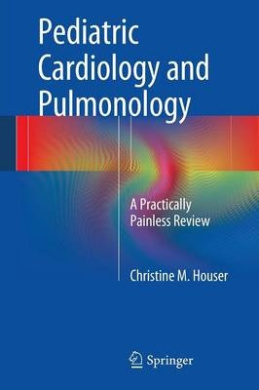 Pediatric
Cardiology and
Pulmonology
A Practically
Painless Review
Christine M. Houser
Springer